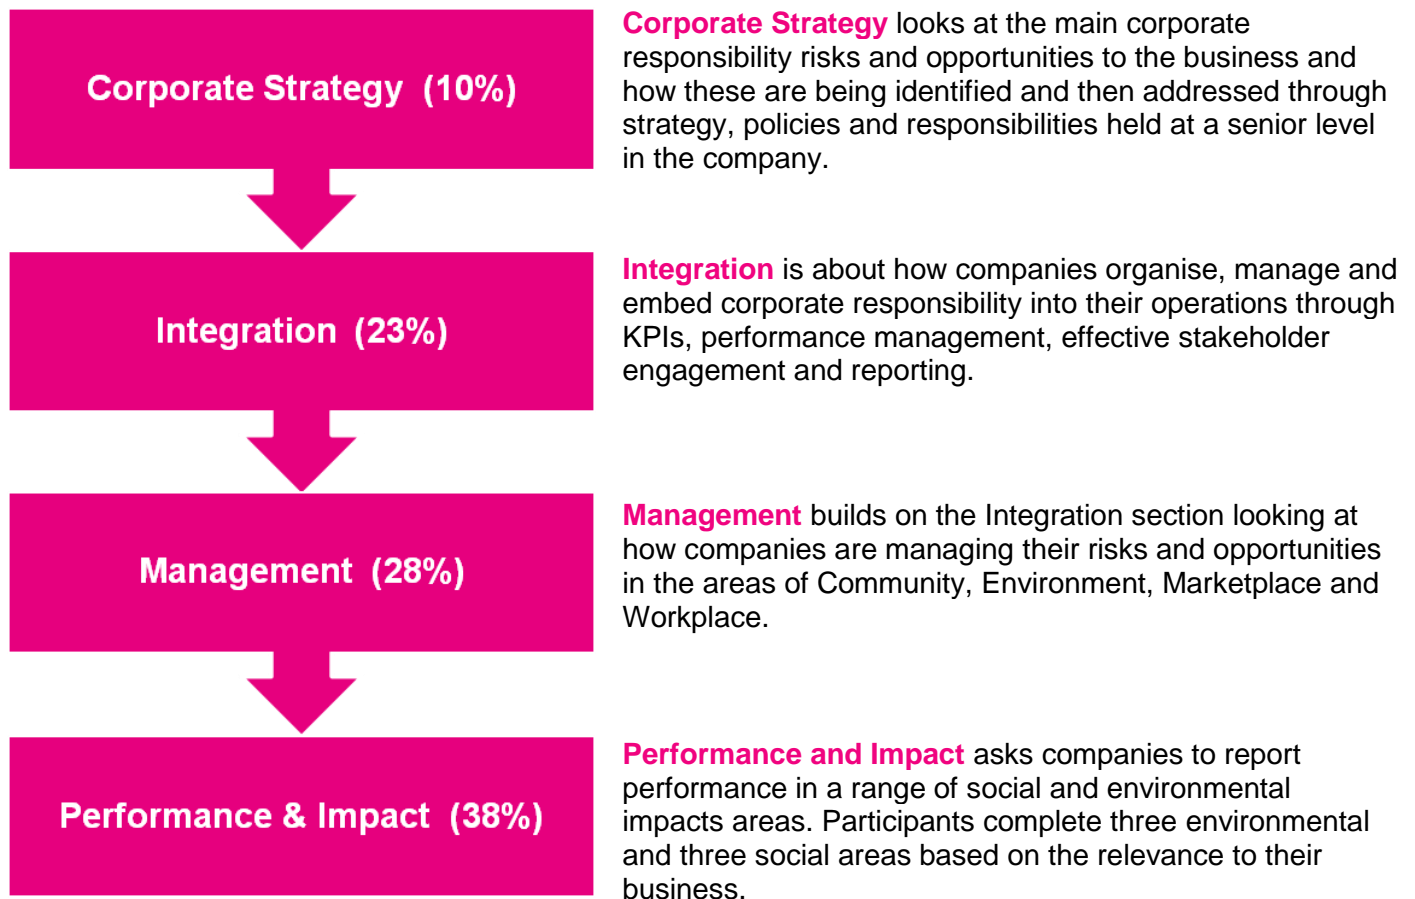 Corporate Strategy (10%)
Corporate Strategy looks at the main corporate
responsibility risks and opportunities to the business and
how these are being identified and then addressed through
strategy, policies and responsibilities held at a senior level
in the company.
Integration (23%)
Integration is about how companies organise, manage and
embed corporate responsibility into their operations through
KPIs, performance management, effective stakeholder
engagement and reporting.
Management (28%)
Management builds on the Integration section looking at
how companies are managing their risks and opportunities
in the areas of Community, Environment, Marketplace and
Workplace.
Performance & Impact (38%)
Performance and Impact asks companies to report
performance in a range of social and environmental
impacts areas. Participants complete three environmental
and three social areas based on the relevance to their
business.